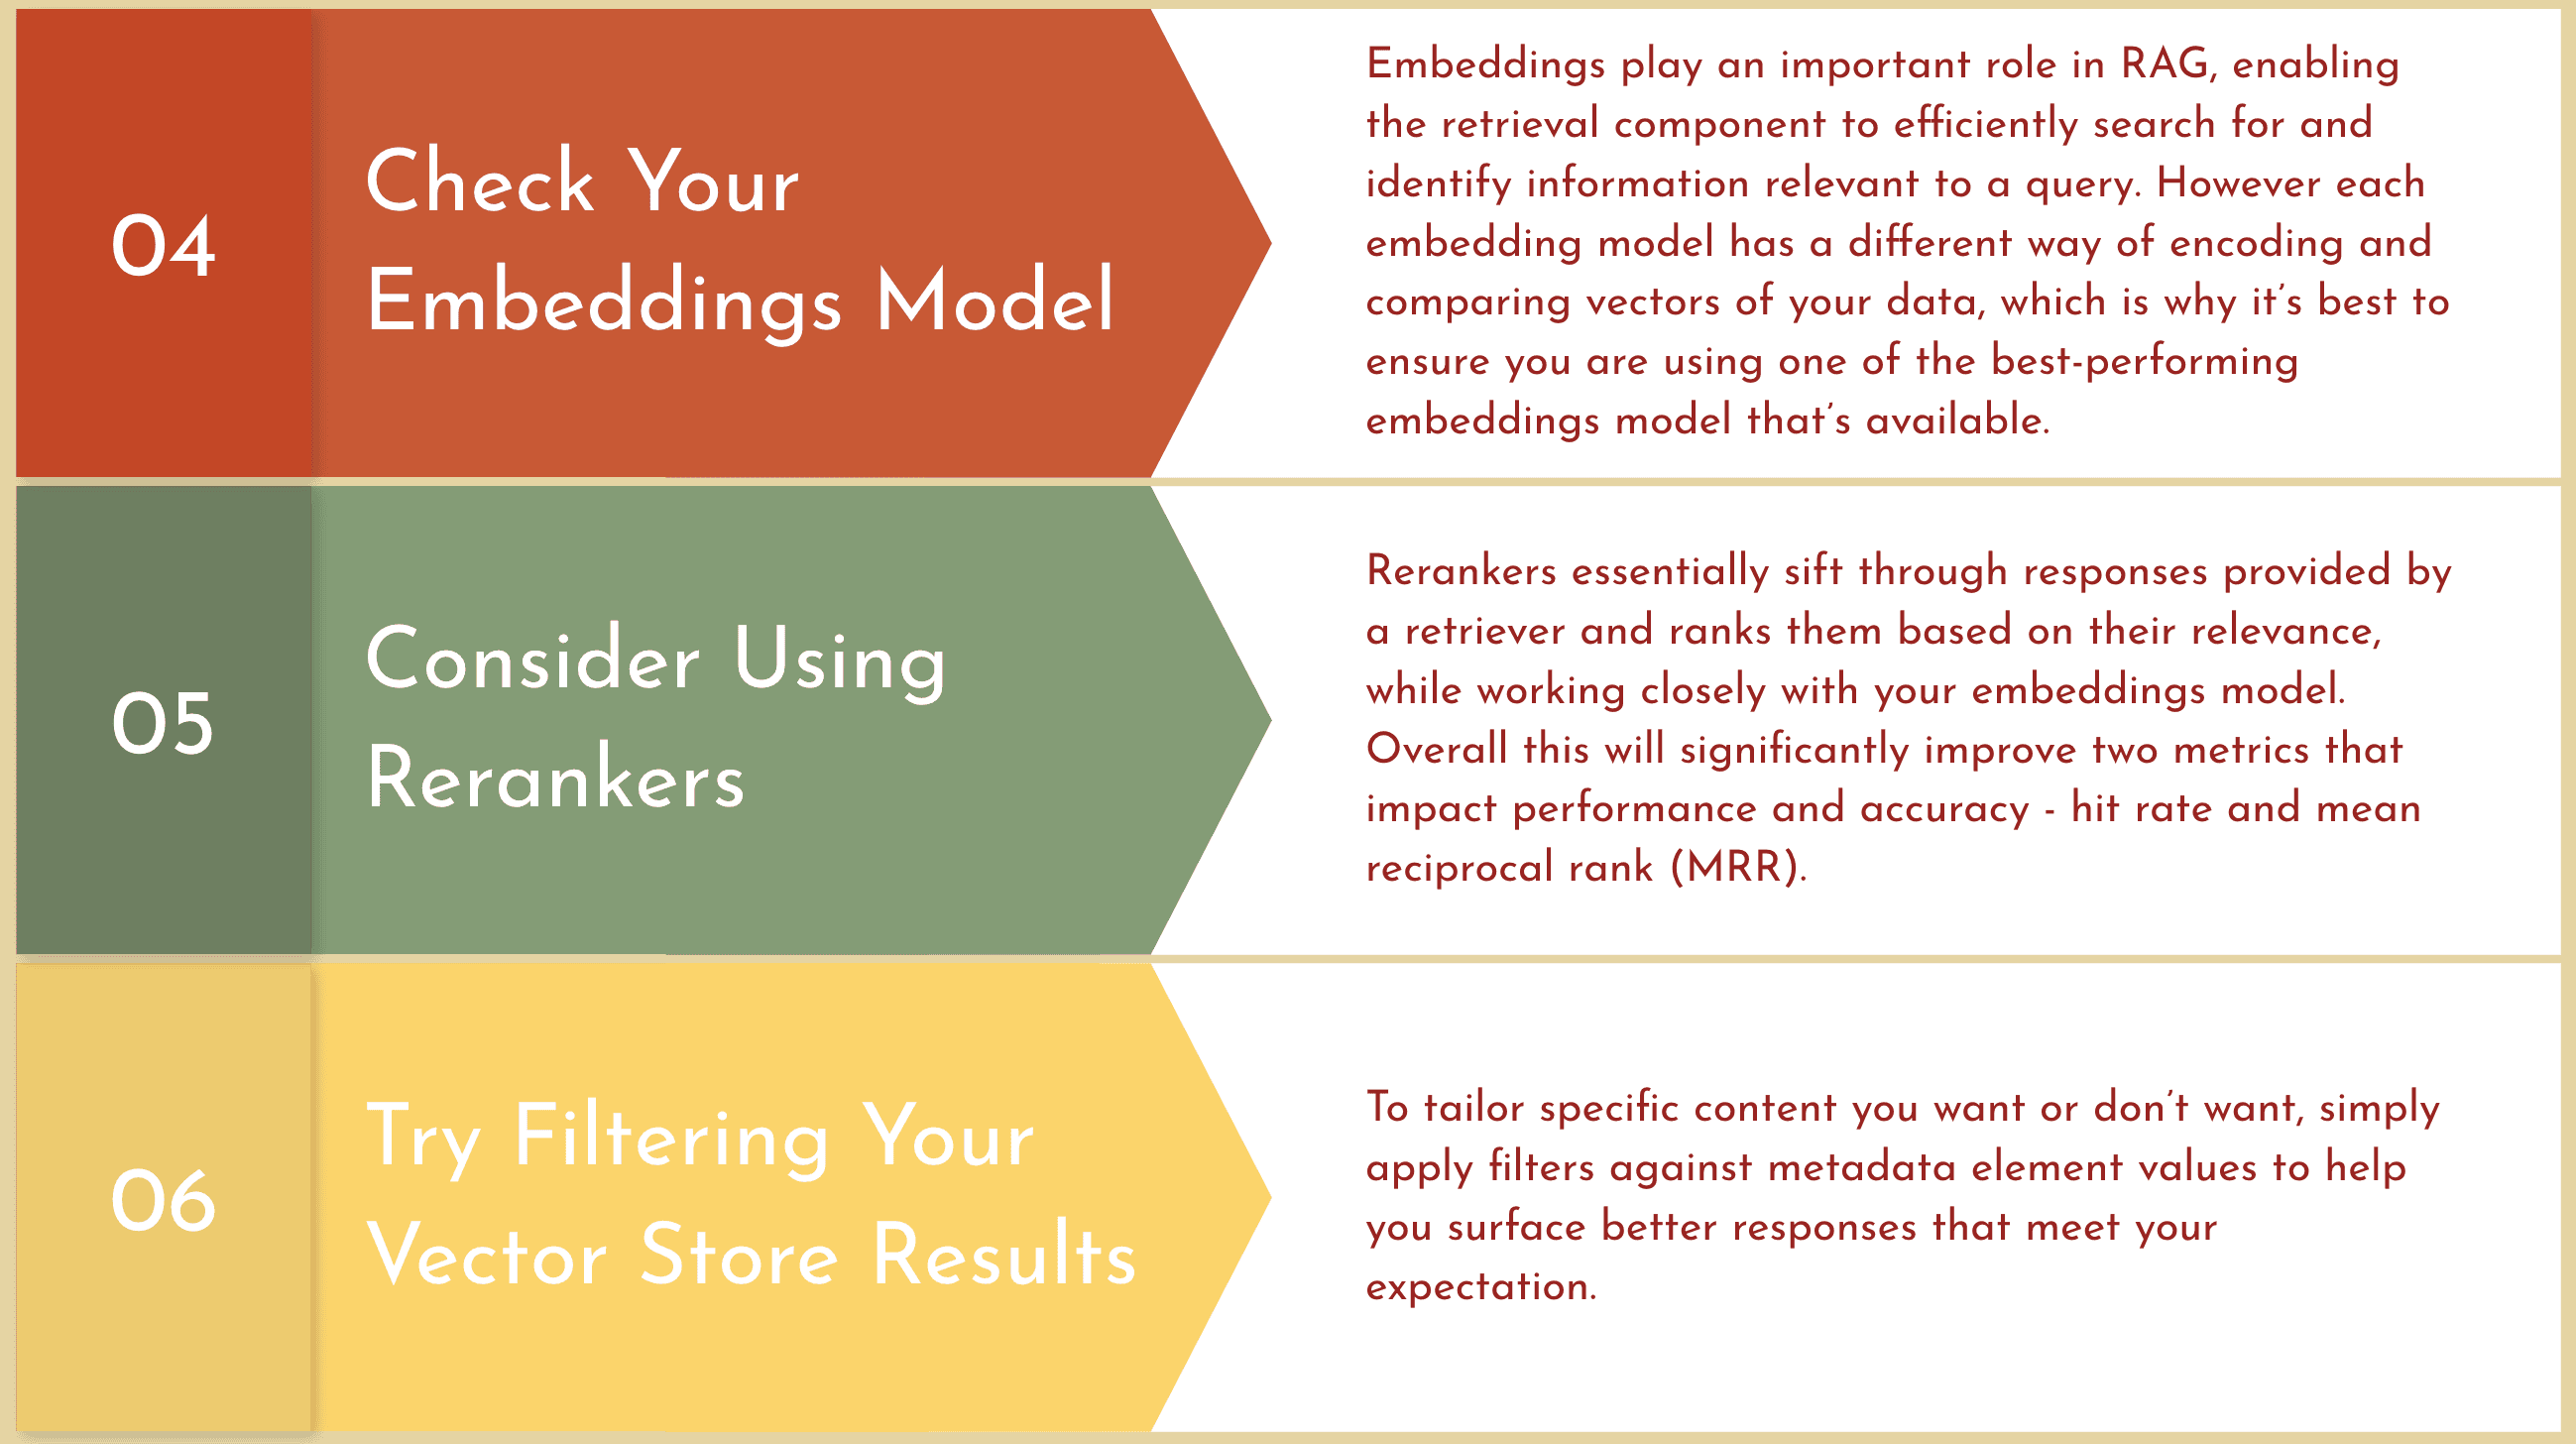 04
Check Your
Embeddings Model
Embeddings play an important role in RAG, enabling
the retrieval component to efficiently search for and
identify information relevant to a query. However each
embedding model has a different way of encoding and
comparing vectors of your data, which is why it’s best to
ensure you are using one of the best-performing
embeddings model that’s available.
05
Consider Using
Rerankers
Rerankers essentially sift through responses provided by
a retriever and ranks them based on their relevance,
while working closely with your embeddings model.
Overall this will significantly improve two metrics that
impact performance and accuracy - hit rate and mean
reciprocal rank (MRR).
06
Try Filtering Your
Vector Store Results
To tailor specific content you want or don’t want, simply
apply filters against metadata element values to help
you surface better responses that meet your
expectation.